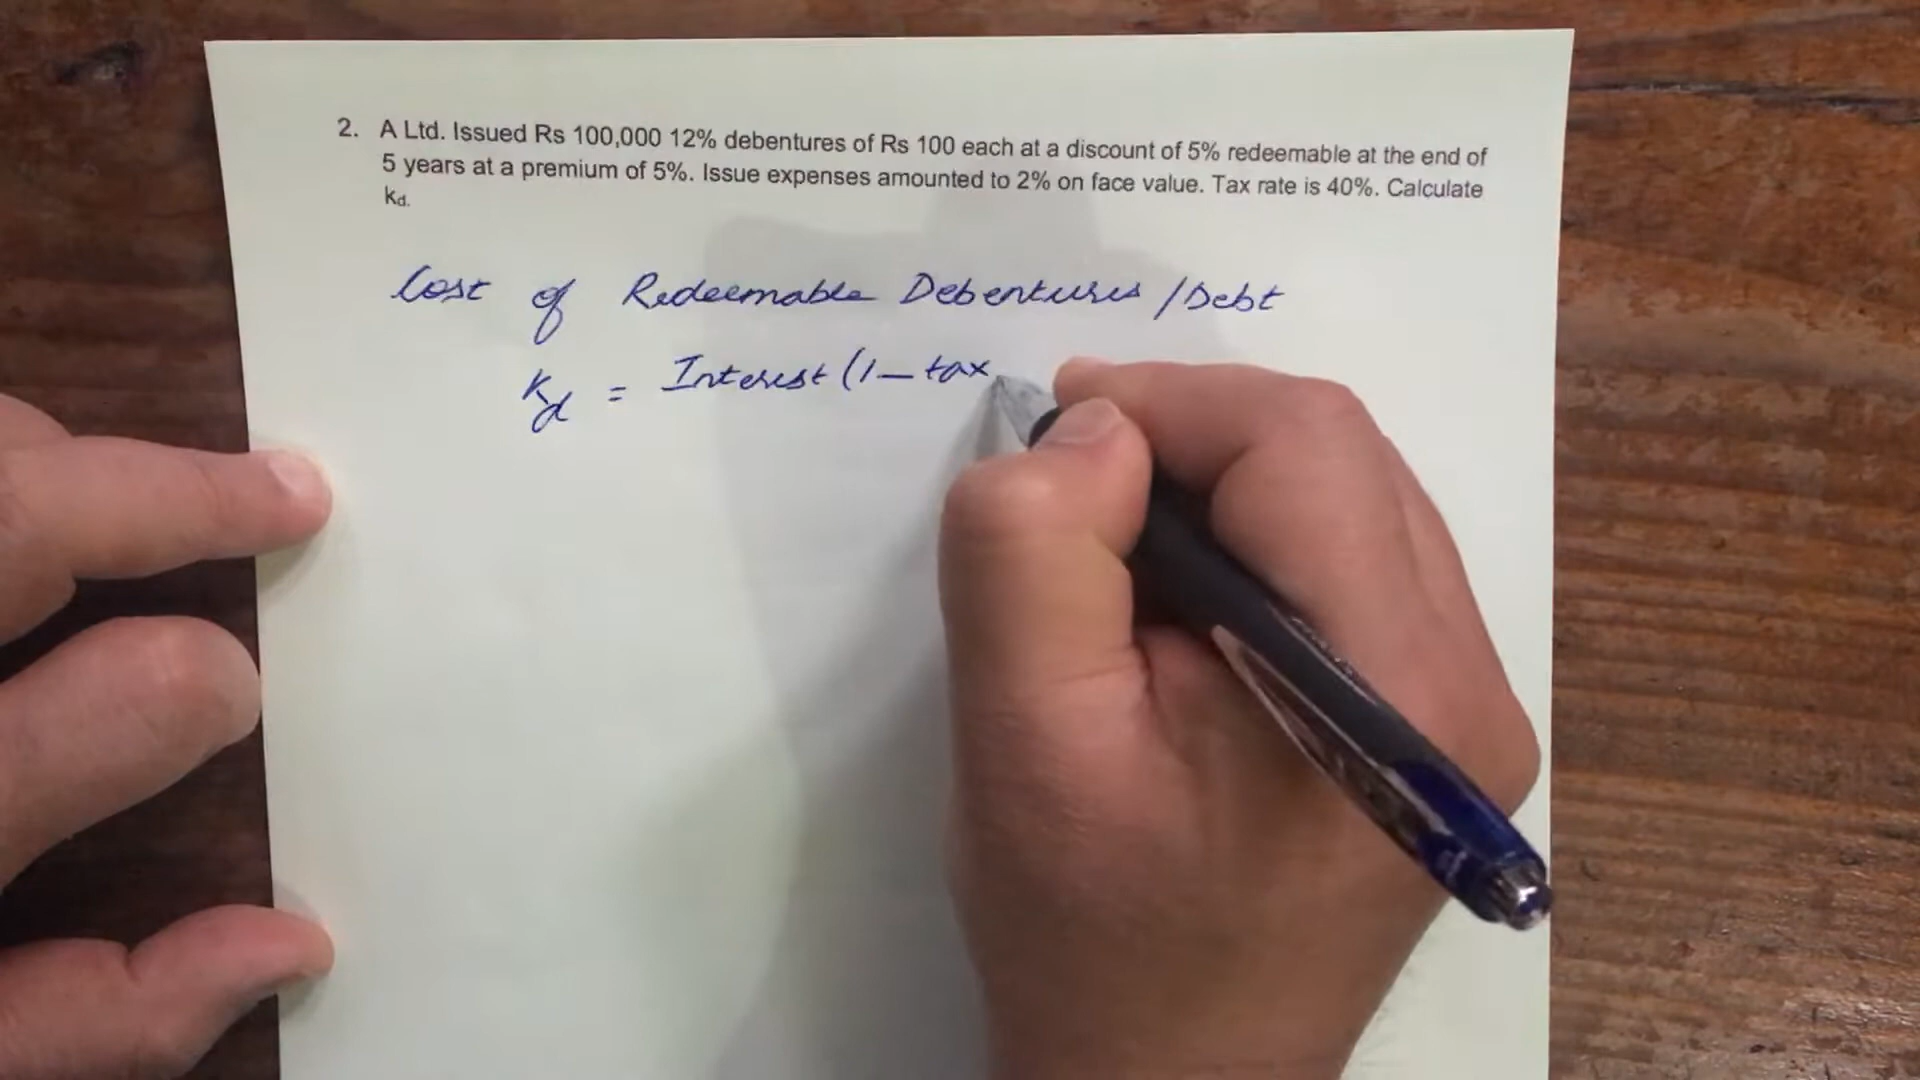 2. A Ltd. Issued Rs 100,000 12% debentures of Rs 100 each at a discount of 5% redeemable at the end of
5 years at a premium of 5%. Issue expenses amounted to 2% on face value. Tax rate is 40%. Calculate
Kd.
Cost of Redeemable Debentures / Debt
Kd = Interest (1 - tax